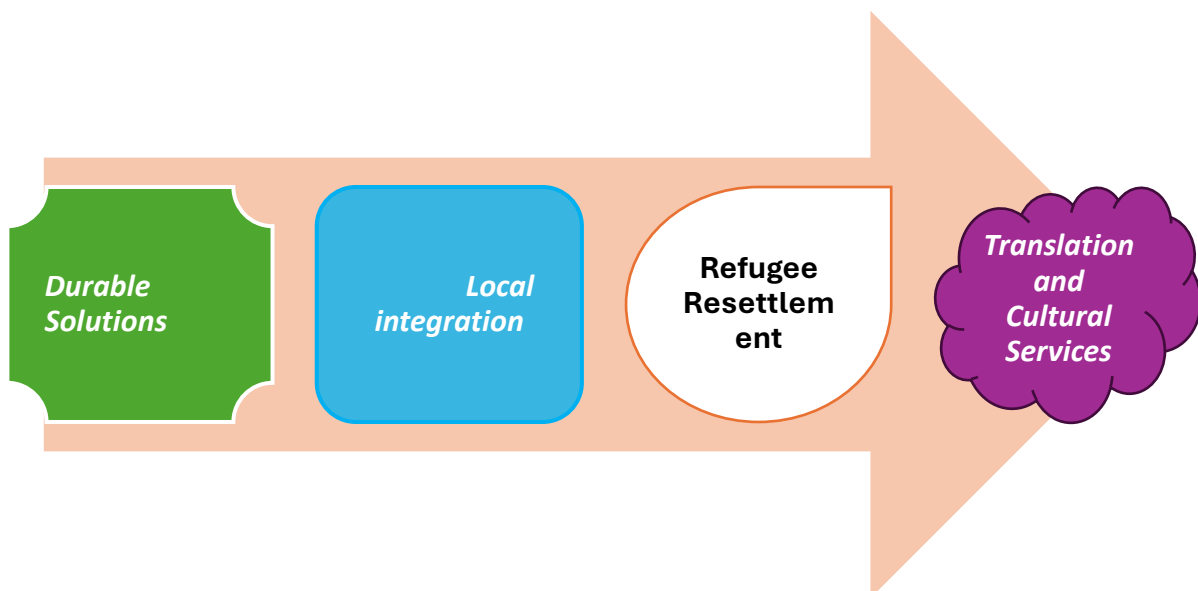 Durable
Solutions
Local
integration
Refugee
Resettlem
ent
Translation
and
Cultural
Services